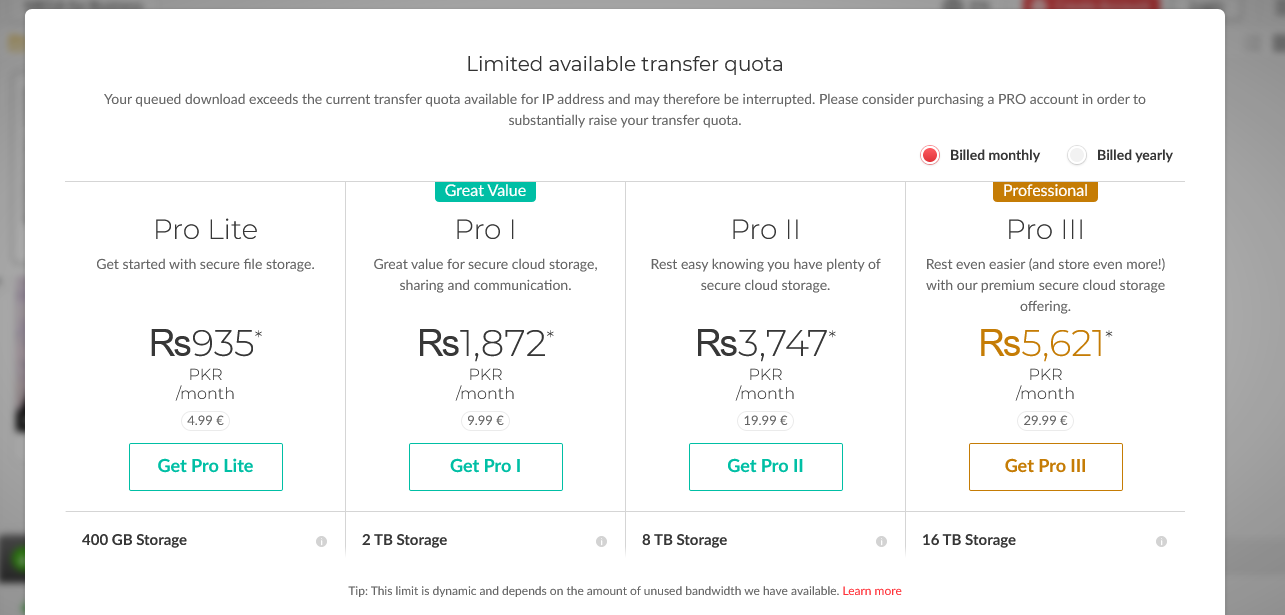 Limited available transfer quota
Your queued download exceeds the current transfer quota available for IP address and may therefore be interrupted. Please consider purchasing a PRO account in order to
substantially raise your transfer quota.
Billed monthly
Billed yearly
Pro Lite
Get started with secure file storage.
Rs935*
PKR
/month
4.99 €
Get Pro Lite
400 GB Storage
Great Value
Pro I
Great value for secure cloud storage,
sharing and communication.
Rs1,872*
PKR
/month
9.99 €
Get Pro I
2 TB Storage
Pro II
Rest easy knowing you have plenty of
secure cloud storage.
Rs3,747*
PKR
/month
19.99 €
Get Pro II
8 TB Storage
Professional
Pro III
Rest even easier (and store even more!)
with our premium secure cloud storage
offering.
Rs5,621*
PKR
/month
29.99 €
Get Pro III
16 TB Storage
Tip: This limit is dynamic and depends on the amount of unused bandwidth we have available. Learn more